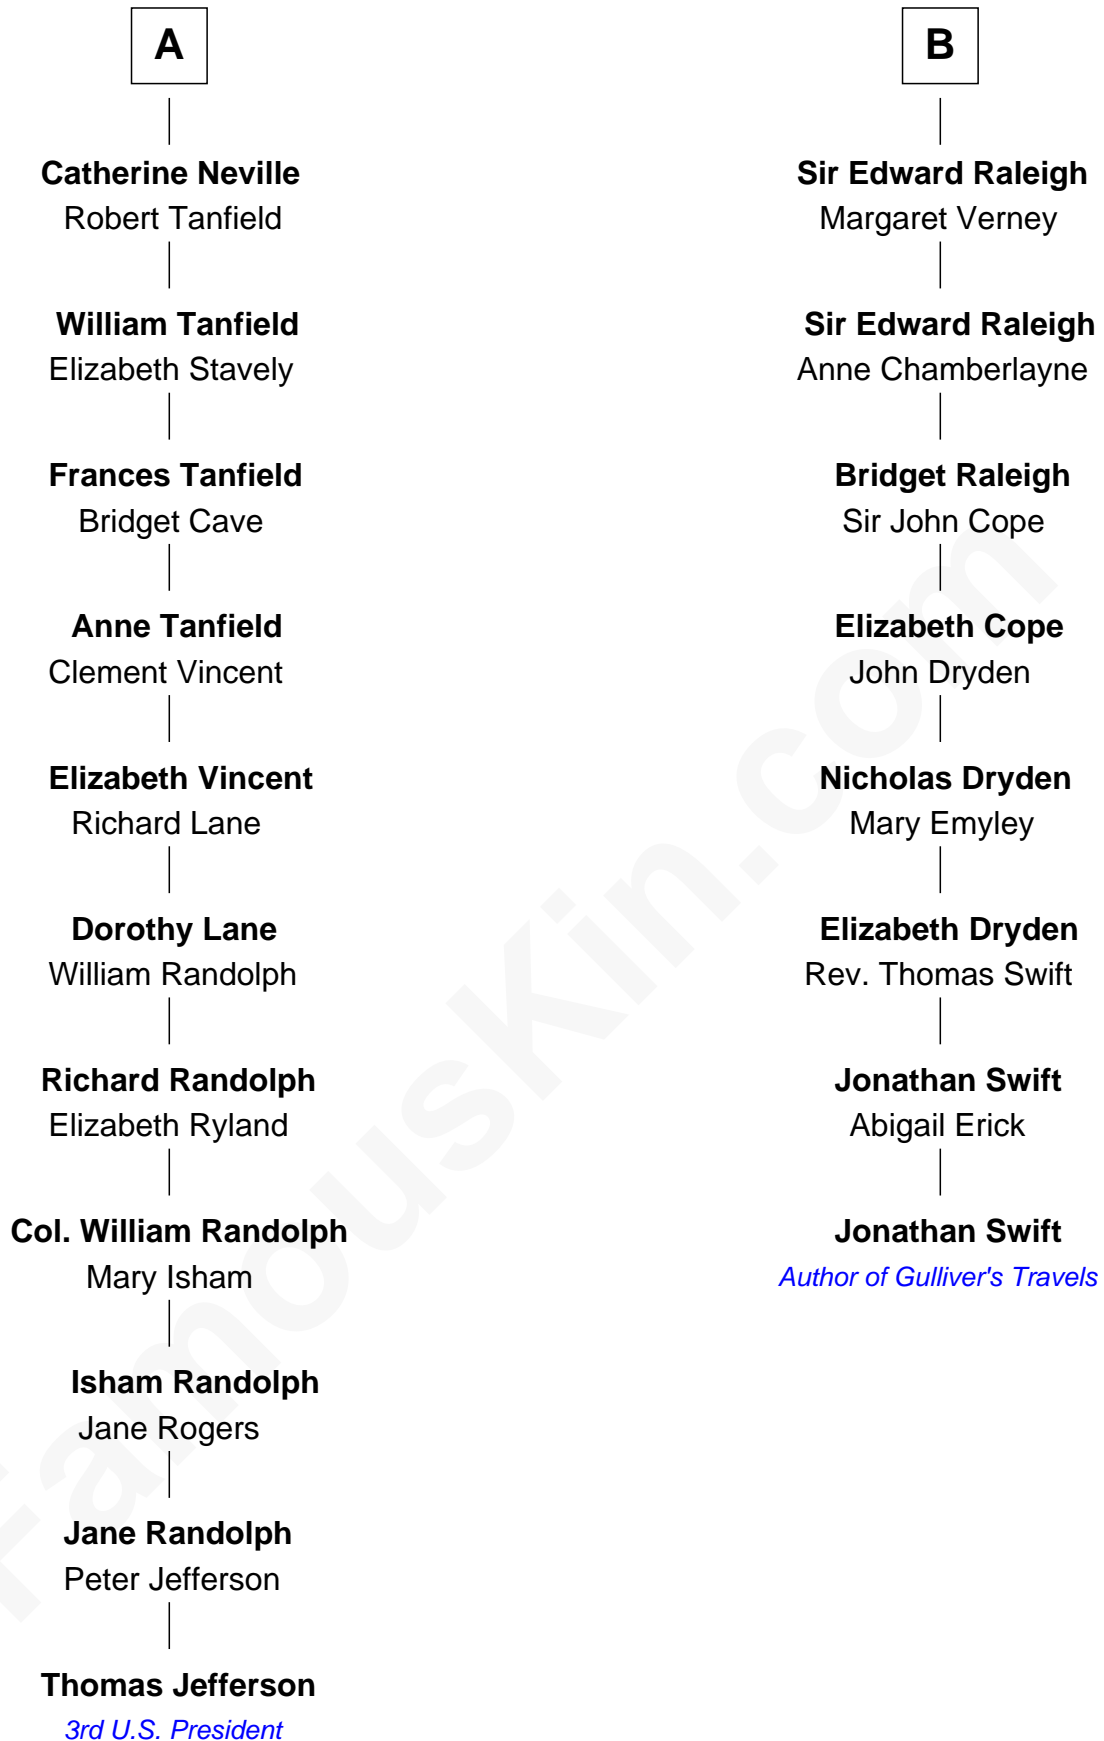 A
Catherine Neville
Robert Tanfield
William Tanfield
Elizabeth Stavely
Frances Tanfield
Bridget Cave
Anne Tanfield
Clement Vincent
Elizabeth Vincent
Richard Lane
Dorothy Lane
William Randolph
Richard Randolph
Elizabeth Ryland
Col. William Randolph
Mary Isham
Isham Randolph
Jane Rogers
Jane Randolph
Peter Jefferson
Thomas Jefferson
3rd U.S. President
B
Sir Edward Raleigh
Margaret Verney
Sir Edward Raleigh
Anne Chamberlayne
Bridget Raleigh
Sir John Cope
Elizabeth Cope
John Dryden
Nicholas Dryden
Mary Emyley
Elizabeth Dryden
Rev. Thomas Swift
Jonathan Swift
Abigail Erick
Jonathan Swift
Author of Gulliver's Travels
FamousKin.com